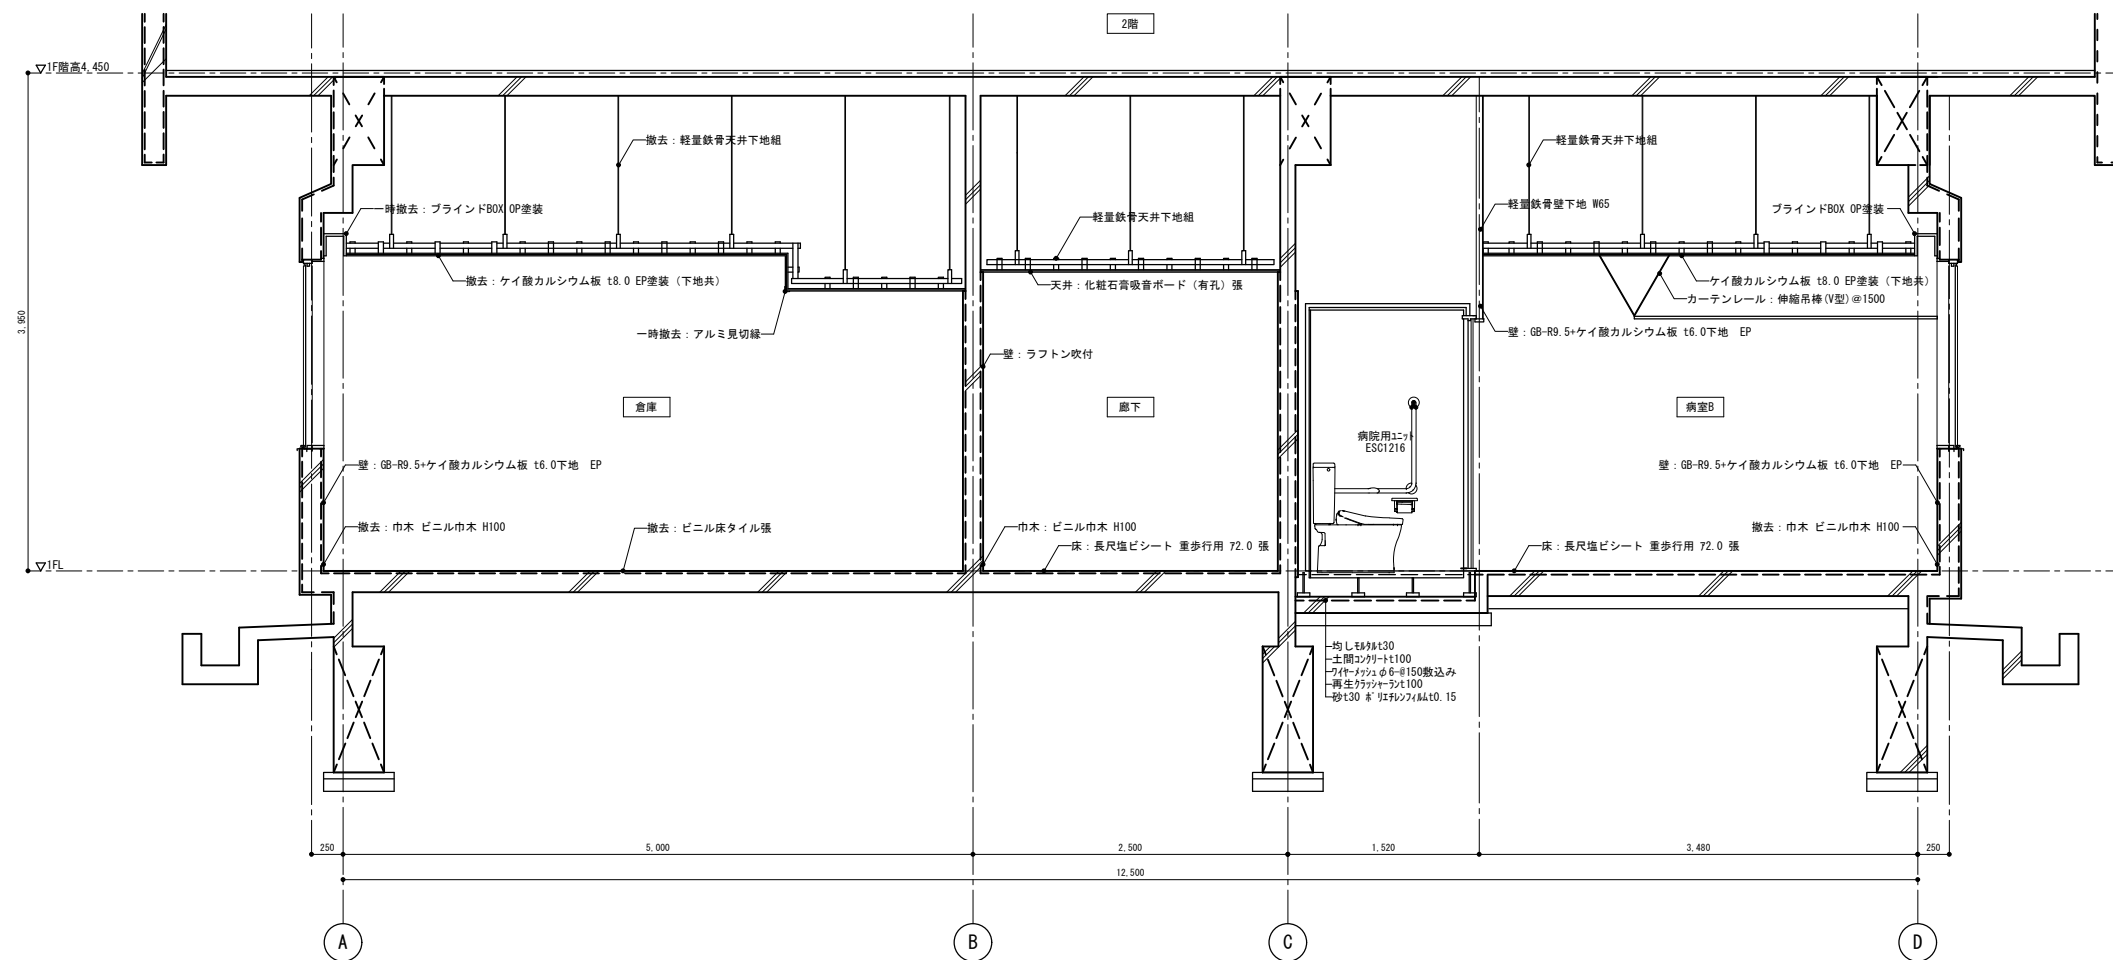 2階
▽1F階高4,450
撤去：軽量鉄骨天井下地組
軽量鉄骨天井下地組
一時撤去：ブラインドBOX OP塗装
軽量鉄骨天井下地組
軽量鉄骨壁下地 W65
ブラインドBOX OP塗装
撤去：ケイ酸カルシウム板 t8.0 EP塗装（下地共）
天井：化粧石膏吸音ボード（有孔）張
ケイ酸カルシウム板 t8.0 EP塗装（下地共）
カーテンレール：伸縮吊棒(V型)@1500
3,950
一時撤去：アルミ見切縁
壁：GB-R9.5+ケイ酸カルシウム板 t6.0下地 EP
壁：ラフトン吹付
倉庫
廊下
病室B
病院用ユニット
ESC1216
壁：GB-R9.5+ケイ酸カルシウム板 t6.0下地 EP
壁：GB-R9.5+ケイ酸カルシウム板 t6.0下地 EP
撤去：巾木 ビニル巾木 H100
撤去：ビニル床タイル張
巾木：ビニル巾木 H100
撤去：巾木 ビニル巾木 H100
床：長尺塩ビシート 重歩行用 ｱ2.0 張
床：長尺塩ビシート 重歩行用 ｱ2.0 張
▽1FL
均しﾓﾙﾀﾙt30
土間ｺﾝｸﾘｰﾄt100
ﾜｲﾔｰﾒｯｼｭφ6-@150敷込み
再生ｸﾗｯｼｬｰﾗﾝt100
砂t30 ﾎﾟﾘｴﾁﾚﾝﾌｨﾙﾑt0.15
250
5,000
2,500
1,520
3,480
250
12,500
A
B
C
D